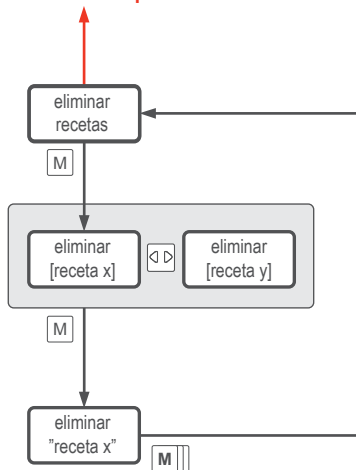 eliminar
recetas
M
eliminar
[receta x]
eliminar
[receta y]
M
eliminar
”receta x”
M